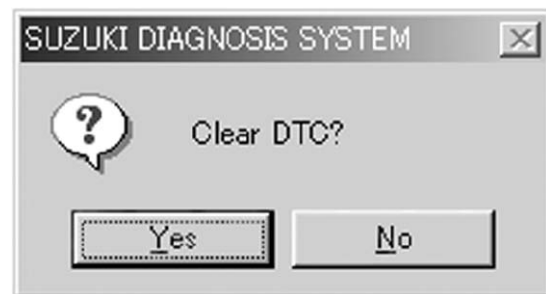 SUZUKI DIAGNOSIS SYSTEM
?
Clear DTC?
Yes
No